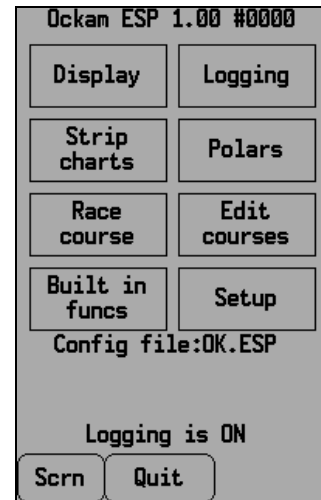 Ockam ESP 1.00 #0000
Display
Logging
Strip
charts
Polars
Race
course
Edit
courses
Built in
funcs
Setup
Config file:OK.ESP
Logging is ON
Scrn
Quit